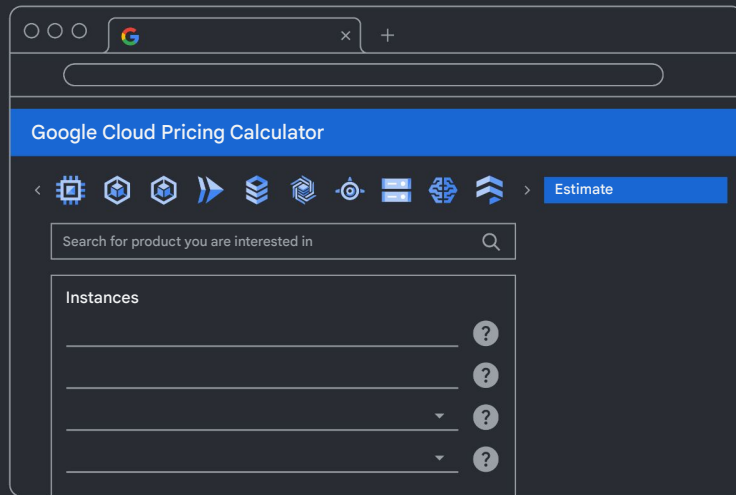 Google Cloud Pricing Calculator
Estimate
Search for product you are interested in
Instances
?
?
?
?